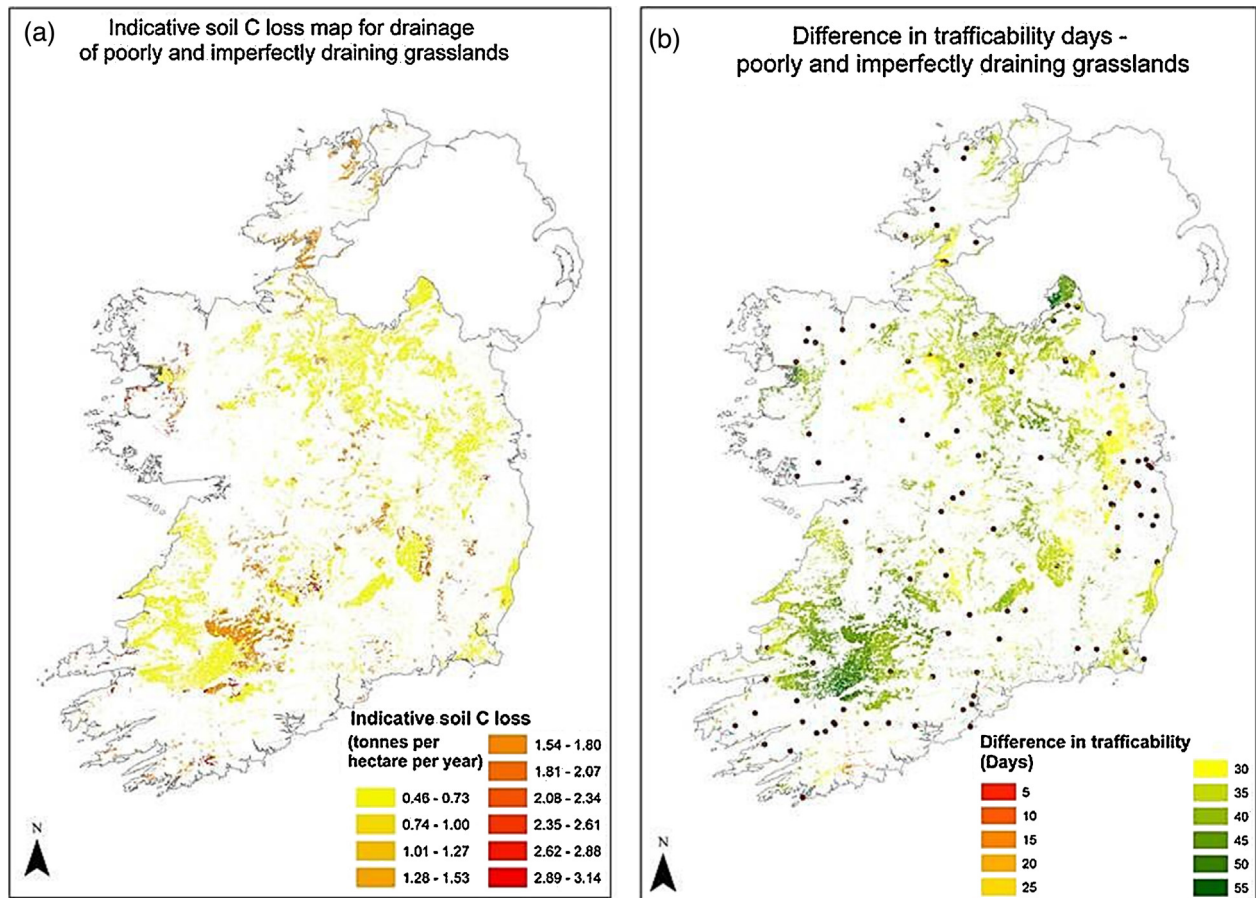 (a)
Indicative soil C loss map for drainage
of poorly and imperfectly draining grasslands
Indicative soil C loss
(tonnes per
hectare per year)
0.46 - 0.73
0.74 - 1.00
1.01 - 1.27
1.28 - 1.53
1.54 - 1.80
1.81 - 2.07
2.08 - 2.34
2.35 - 2.61
2.62 - 2.88
2.89 - 3.14
N
(b)
Difference in trafficability days -
poorly and imperfectly draining grasslands
Difference in trafficability
(Days)
5
10
15
20
25
30
35
40
45
50
55
N